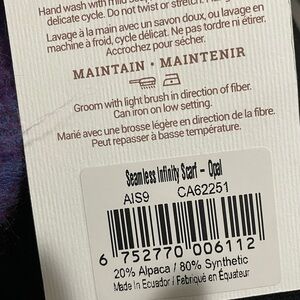 Hand wash with mild soap
delicate cycle. Do not twist or stretch.
Lavage à la main avec un savon doux, ou lavage en
machine à froid, cycle délicat. Ne pas tordre ni étirer.
Accrochez pour sécher.
MAINTAIN • MAINTENIR
Groom with light brush in direction of the fiber.
Can iron on low setting.
Marié avec une brosse légère en direction de la fibre.
Peut repasser à basse température.
Seamless Infinity Scarf – Opal
AIS9 CA62251
6 752770 006112
20% Alpaca / 80% Synthetic
Made In Ecuador / Fabriqué en Équateur